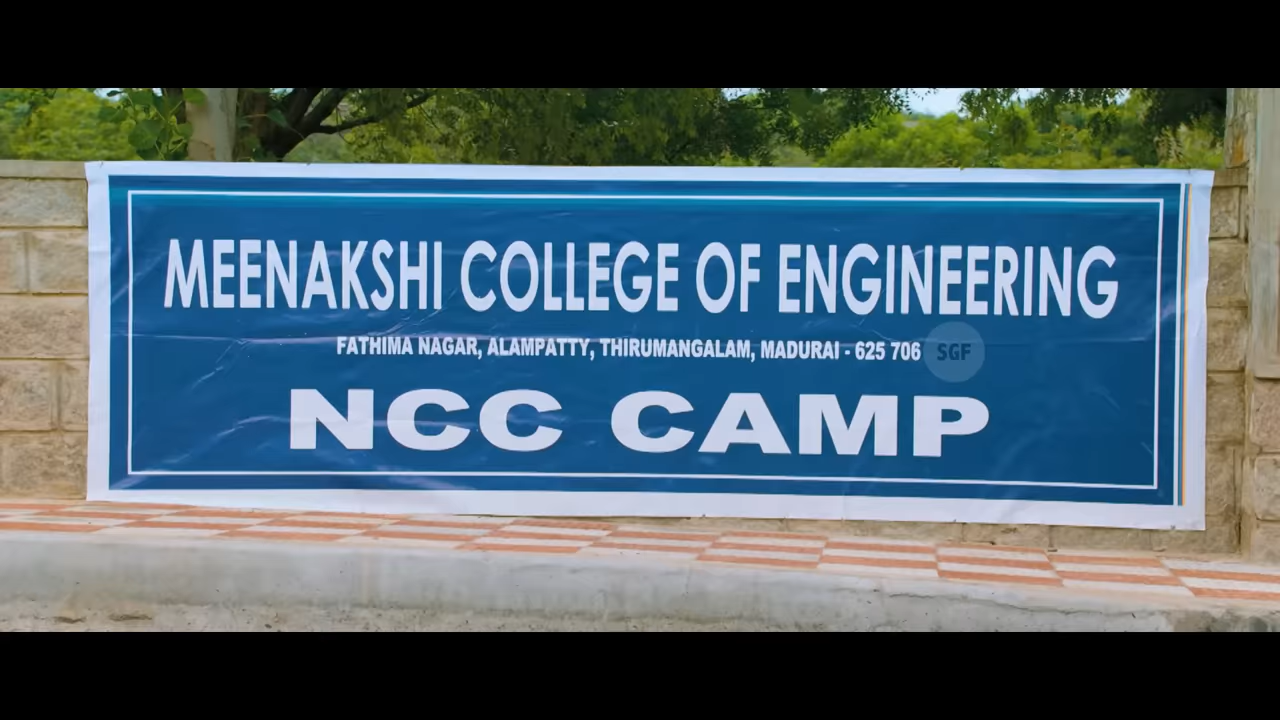 MEENAKSHI COLLEGE OF ENGINEERING
FATHIMA NAGAR, ALAMPATTY, THIRUMANGALAM, MADURAI - 625 706
SGF
NCC CAMP